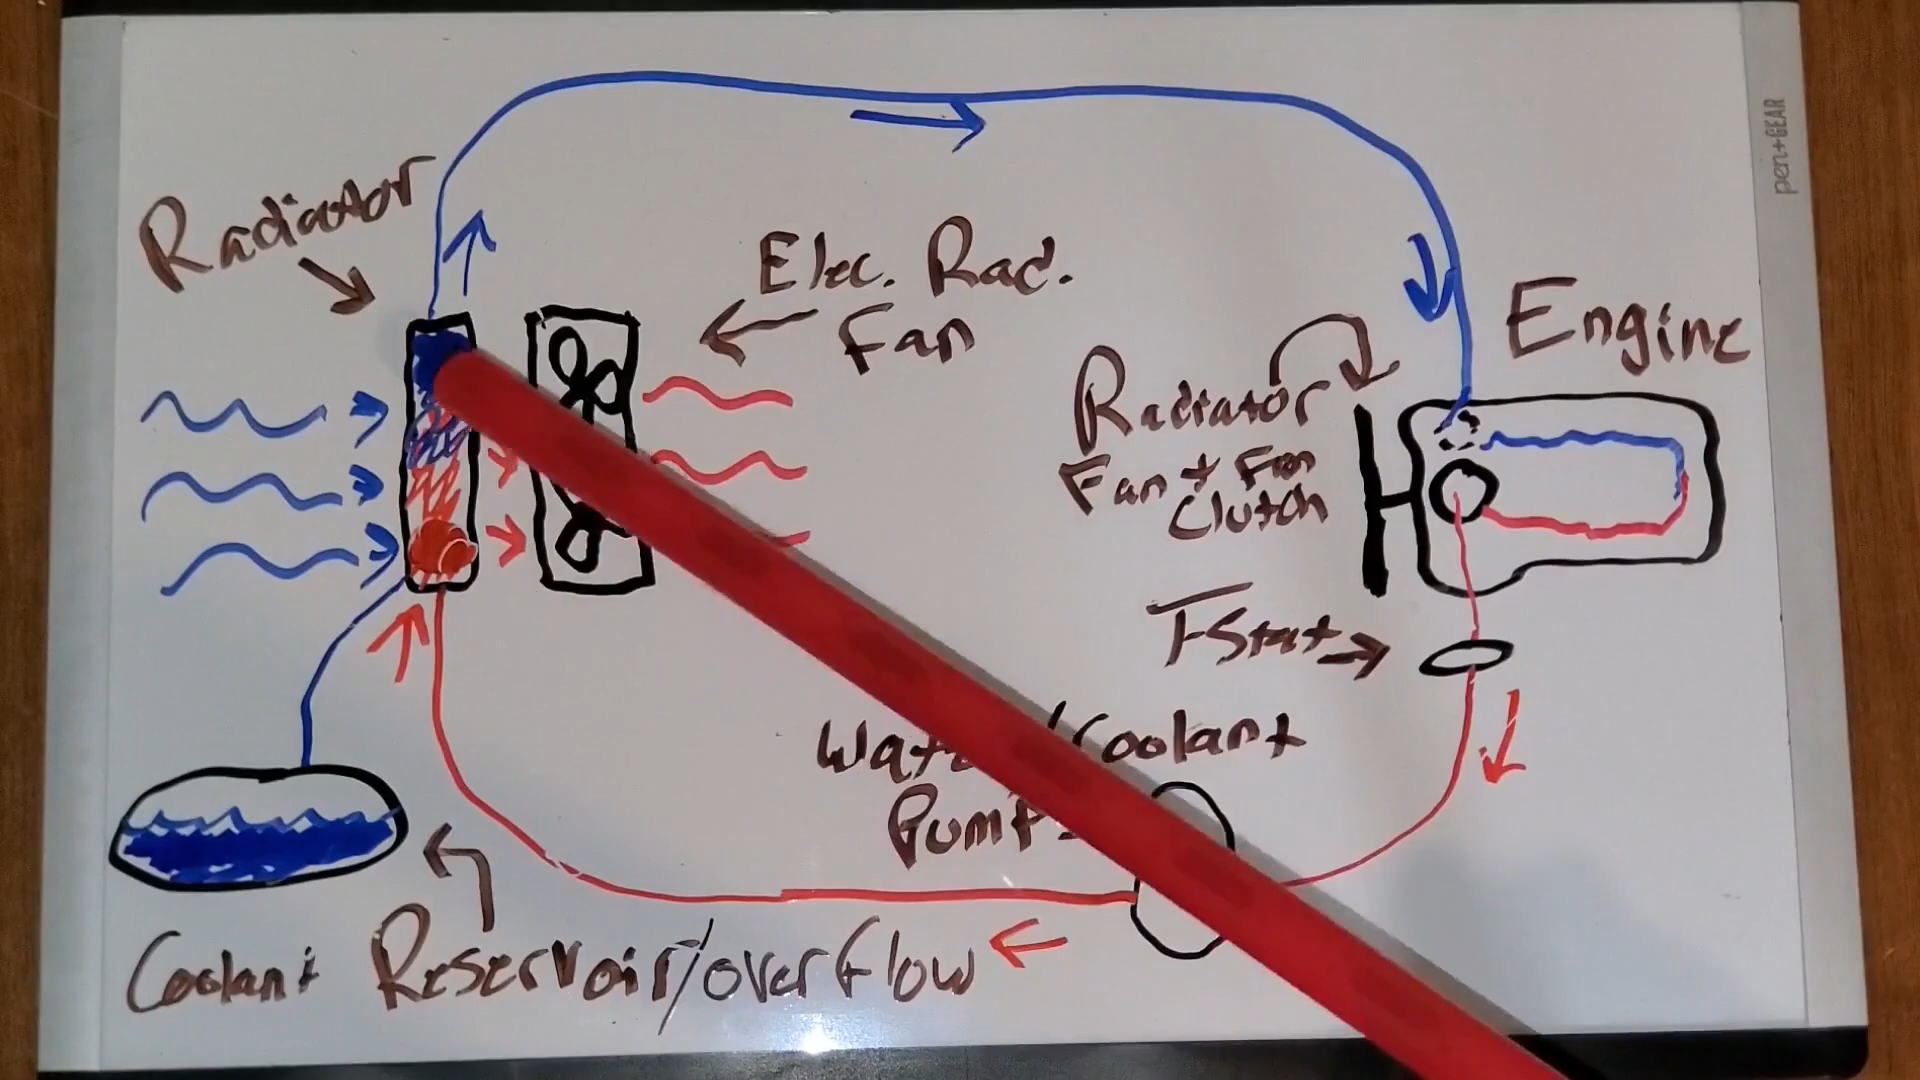 Radiator
Elec. Rad.
Fan
Engine
Radiator
Fan + Fan
Clutch
T-Stat
Coolant
Pump
Coolant Reservoir/overflow
pen+GEAR